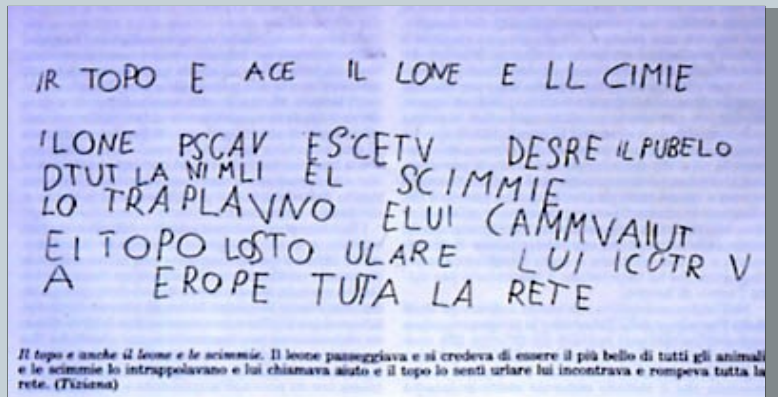 IR TOPO E ACE IL LONE E LL CIMIE
ILONE PSCAV ESCETV DESRE IL PUBELO
DTUT LA NIMLI EL SCIMMIE
LO TRAPLAVNO ELUI CAMMVAIUT
EI TOPO LOSTO ULARE LUI ICOTR V
A EROPE TUTA LA RETE
Il topo e anche il leone e le scimmie. Il leone passeggiava e si credeva di essere il più bello di tutti gli animali
e le scimmie lo intrappolavano e lui chiamava aiuto e il topo lo sentì urlare lui incontrava e rompeva tutta la
rete. (Tiziana)